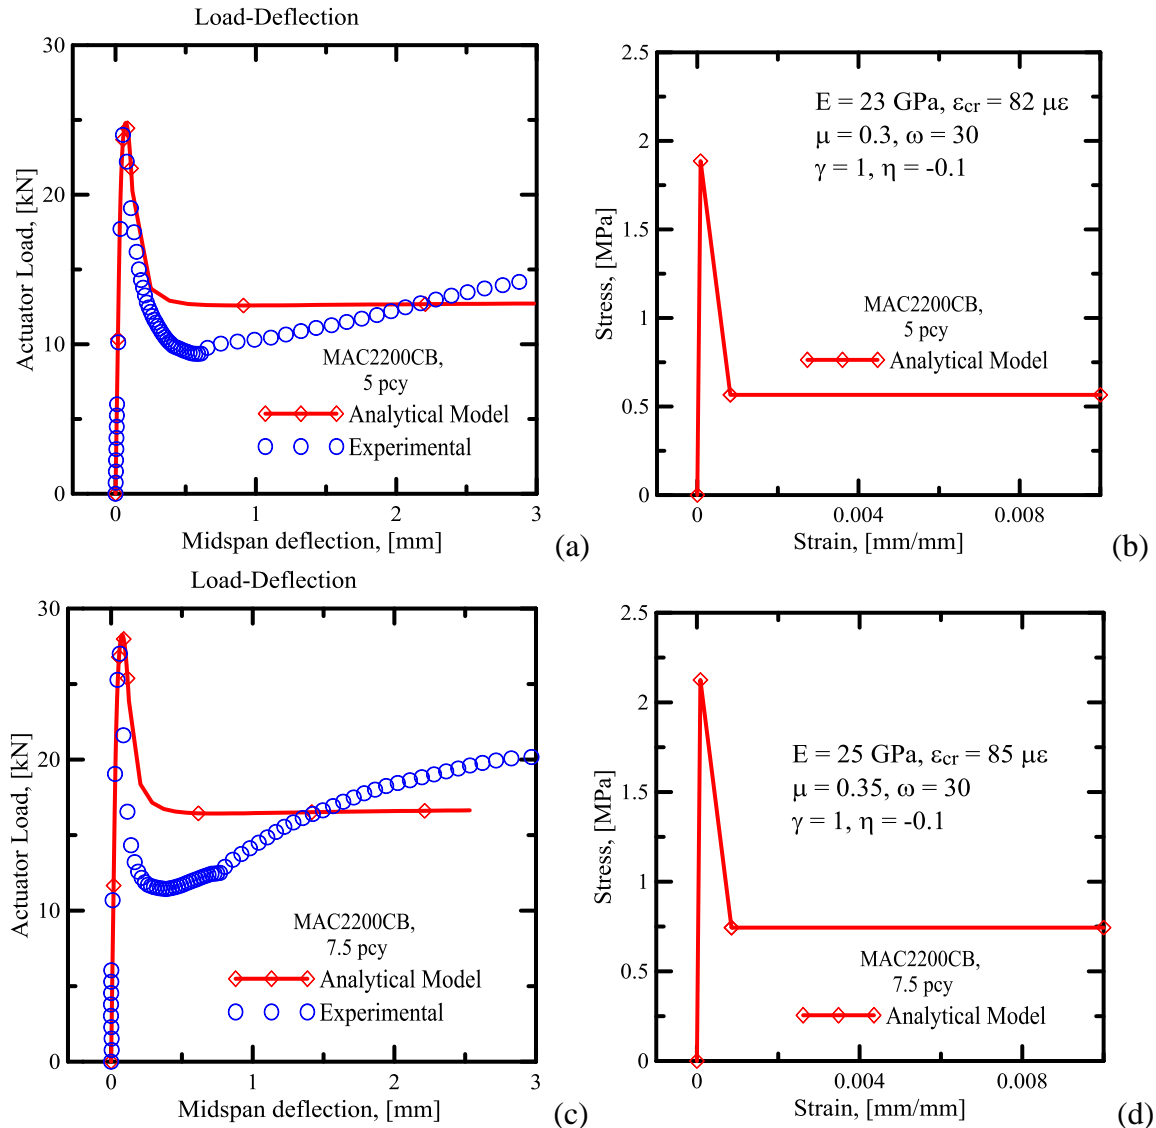 Load-Deflection
30
20
10
0
Actuator Load, [kN]
MAC2200CB,
5 pcy
Analytical Model
Experimental
0 1 2 3
Midspan deflection, [mm]
(a)
2.5
2
1.5
1
0.5
0
Stress, [MPa]
E = 23 GPa, εcr = 82 με
μ = 0.3, ω = 30
γ = 1, η = -0.1
MAC2200CB,
5 pcy
Analytical Model
0 0.004 0.008
Strain, [mm/mm]
(b)
Load-Deflection
30
20
10
0
Actuator Load, [kN]
MAC2200CB,
7.5 pcy
Analytical Model
Experimental
0 1 2 3
Midspan deflection, [mm]
(c)
2.5
2
1.5
1
0.5
0
Stress, [MPa]
E = 25 GPa, εcr = 85 με
μ = 0.35, ω = 30
γ = 1, η = -0.1
MAC2200CB,
7.5 pcy
Analytical Model
0 0.004 0.008
Strain, [mm/mm]
(d)